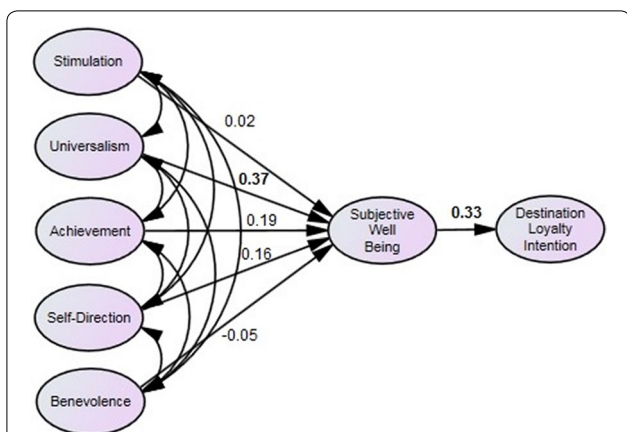 Stimulation
0.02
Universalism
0.37
Achievement
0.19
Subjective
Well
Being
0.33
Destination
Loyalty
Intention
0.16
Self-Direction
-0.05
Benevolence